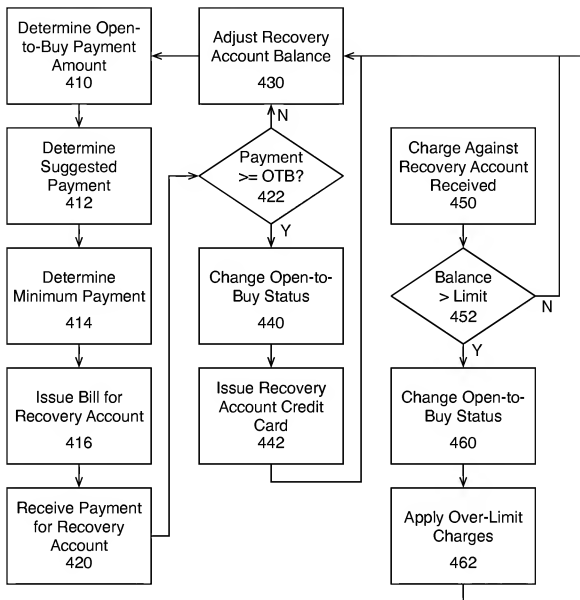 Determine Open-
to-Buy Payment
Amount
410
Determine
Suggested
Payment
412
Determine
Minimum Payment
414
Issue Bill for
Recovery Account
416
Receive Payment
for Recovery
Account
420
Adjust Recovery
Account Balance
430
N
Payment
>= OTB?
422
Y
Change Open-to-
Buy Status
440
Issue Recovery
Account Credit
Card
442
Charge Against
Recovery Account
Received
450
Balance
> Limit
452
N
Y
Change Open-to-
Buy Status
460
Apply Over-Limit
Charges
462